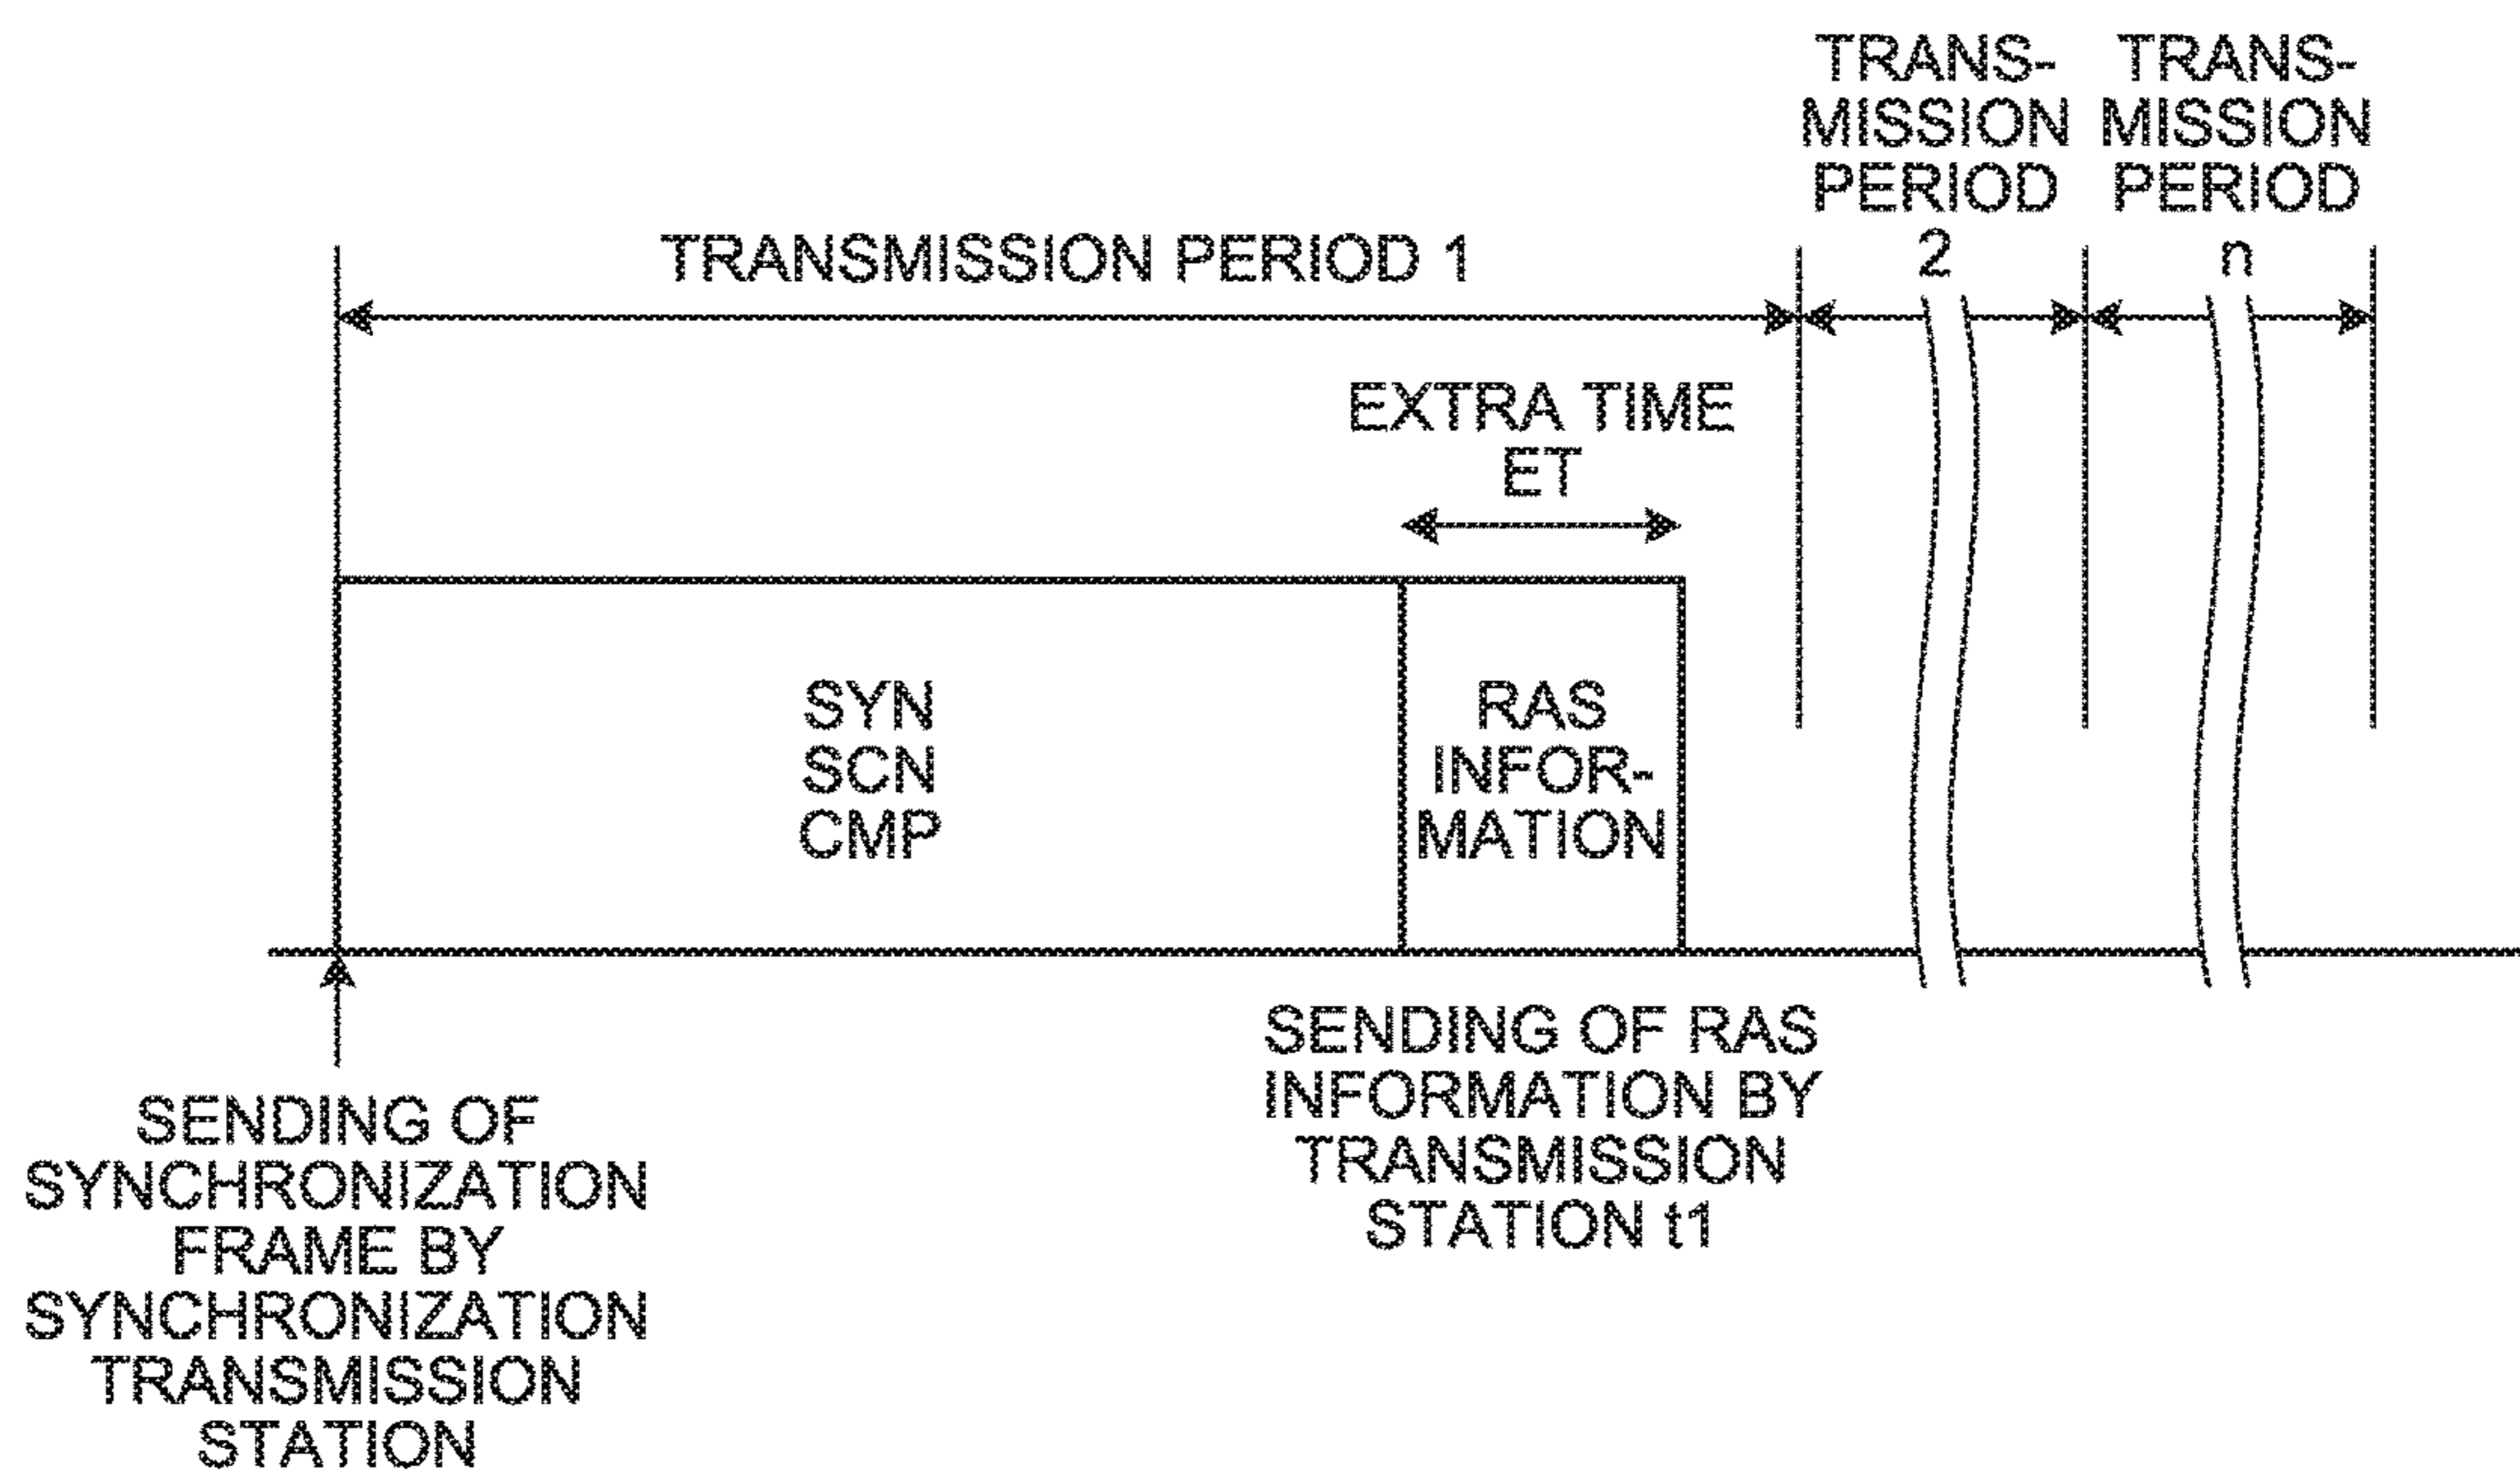 TRANS-
MISSION
PERIOD
2
TRANS-
MISSION
PERIOD
n
TRANSMISSION PERIOD 1
EXTRA TIME
ET
SYN
SCN
CMP
RAS
INFOR-
MATION
SENDING OF RAS
INFORMATION BY
TRANSMISSION
STATION t1
SENDING OF
SYNCHRONIZATION
FRAME BY
SYNCHRONIZATION
TRANSMISSION
STATION